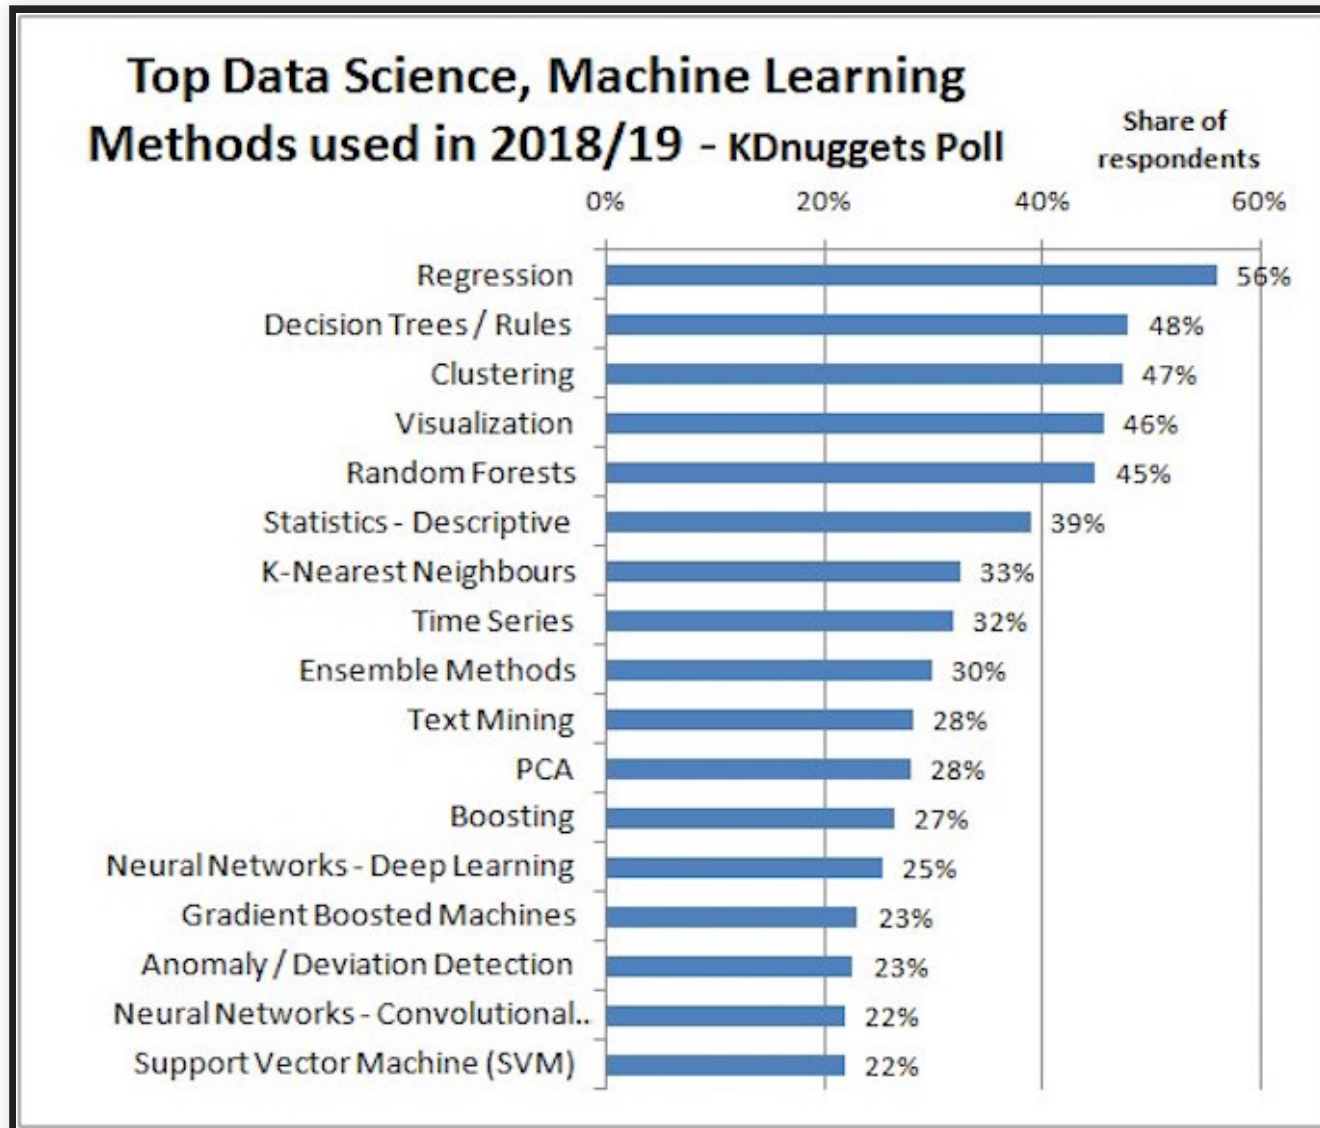 Top Data Science, Machine Learning
Methods used in 2018/19 - KDnuggets Poll
Share of
respondents
0% 20% 40% 60%
Regression 56%
Decision Trees / Rules 48%
Clustering 47%
Visualization 46%
Random Forests 45%
Statistics - Descriptive 39%
K-Nearest Neighbours 33%
Time Series 32%
Ensemble Methods 30%
Text Mining 28%
PCA 28%
Boosting 27%
Neural Networks - Deep Learning 25%
Gradient Boosted Machines 23%
Anomaly / Deviation Detection 23%
Neural Networks - Convolutional.. 22%
Support Vector Machine (SVM) 22%